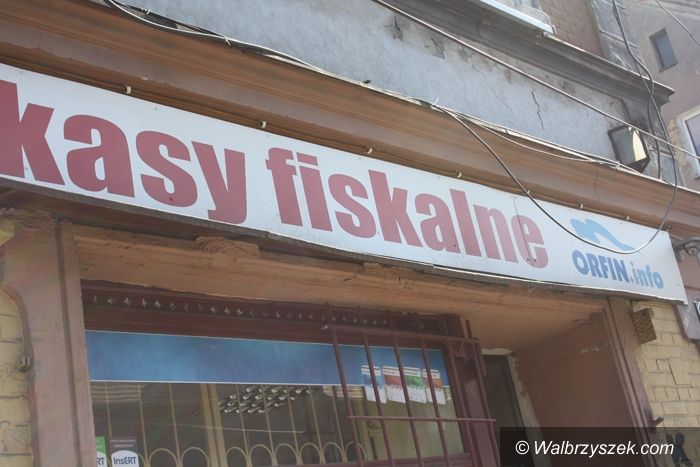 kasy fiskalne
ORFIN.info
InsERT
© Walbrzyszek.com